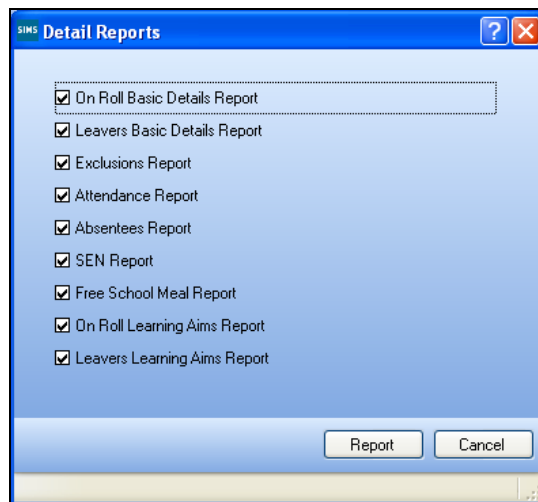 SIMS Detail Reports
On Roll Basic Details Report
Leavers Basic Details Report
Exclusions Report
Attendance Report
Absentees Report
SEN Report
Free School Meal Report
On Roll Learning Aims Report
Leavers Learning Aims Report
Report Cancel